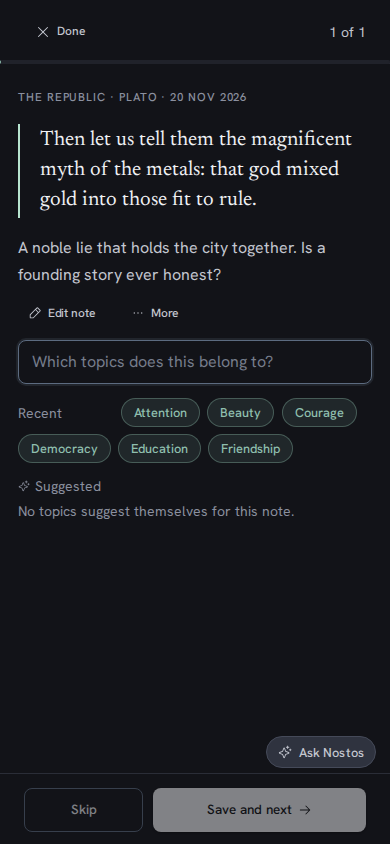 Done
1 of 1
THE REPUBLIC · PLATO · 20 NOV 2026
Then let us tell them the magnificent
myth of the metals: that god mixed
gold into those fit to rule.
A noble lie that holds the city together. Is a
founding story ever honest?
Edit note
··· More
Which topics does this belong to?
Recent Attention Beauty Courage
Democracy Education Friendship
Suggested
No topics suggest themselves for this note.
Ask Nostos
Skip
Save and next →